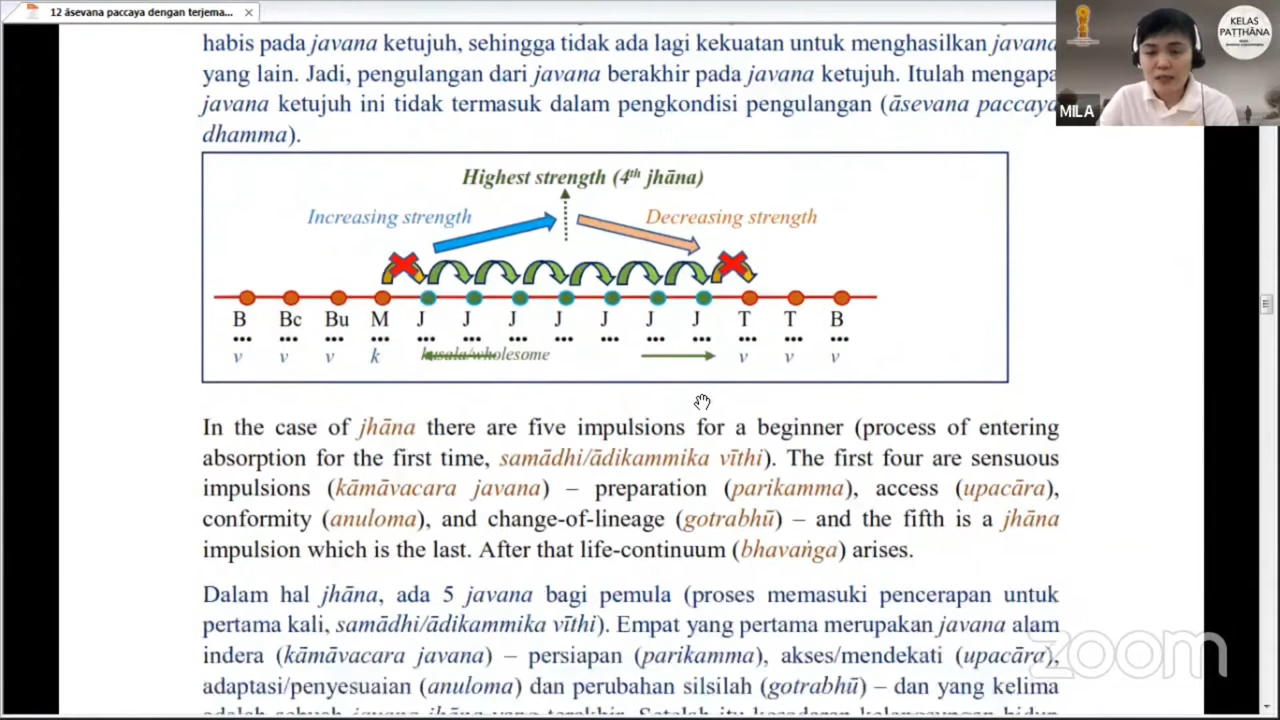 12 āsevana paccaya dengan terjema...
KELAS
PAṬṬHĀNA
MILA
habis pada javana ketujuh, sehingga tidak ada lagi kekuatan untuk menghasilkan javana
yang lain. Jadi, pengulangan dari javana berakhir pada javana ketujuh. Itulah mengapa
javana ketujuh ini tidak termasuk dalam pengkondisi pengulangan (āsevana paccaya
dhamma).
Highest strength (4th jhāna)
Increasing strength
Decreasing strength
B Bc Bu M J J J J J J J T T B
v v v k kusala/wholesome v v v
In the case of jhāna there are five impulsions for a beginner (process of entering
absorption for the first time, samādhi/ādikammika vīthi). The first four are sensuous
impulsions (kāmāvacara javana) – preparation (parikamma), access (upacāra),
conformity (anuloma), and change-of-lineage (gotrabhū) – and the fifth is a jhāna
impulsion which is the last. After that life-continuum (bhavaṅga) arises.
Dalam hal jhāna, ada 5 javana bagi pemula (proses memasuki pencerapan untuk
pertama kali, samādhi/ādikammika vīthi). Empat yang pertama merupakan javana alam
indera (kāmāvacara javana) – persiapan (parikamma), akses/mendekati (upacāra),
adaptasi/penyesuaian (anuloma) dan perubahan silsilah (gotrabhū) – dan yang kelima
zoom